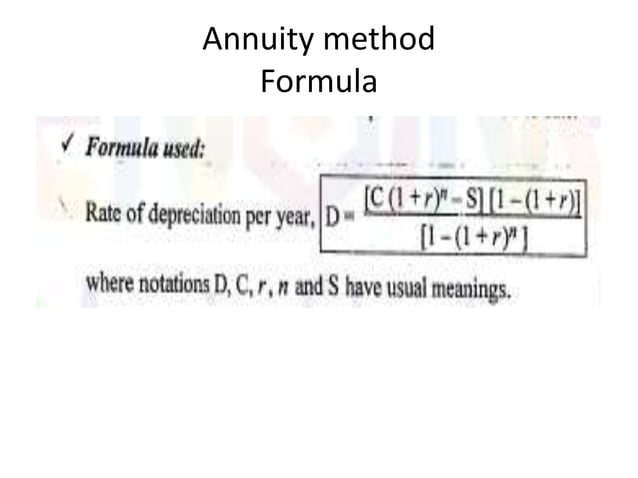 Annuity method
Formula
✓ Formula used:
Rate of depreciation per year, D = [C (1 + r)ⁿ – S] [1 – (1 + r)] / [1 – (1 + r)ⁿ]
where notations D, C, r, n and S have usual meanings.